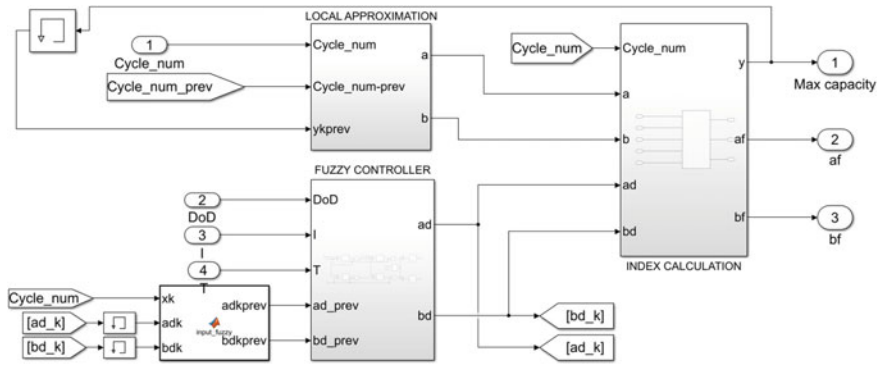 LOCAL APPROXIMATION
1
Cycle_num
Cycle_num_prev
Cycle_num
Cycle_num-prev
ykprev
a
b
Cycle_num
Cycle_num
a
b
ad
bd
y
af
bf
INDEX CALCULATION
1
Max capacity
2
af
3
bf
FUZZY CONTROLLER
2
DoD
3
I
4
T
DoD
I
T
ad_prev
bd_prev
ad
bd
Cycle_num
[ad_k]
[bd_k]
xk
adk
bdk
input_fuzzy
adkprev
bdkprev
[bd_k]
[ad_k]